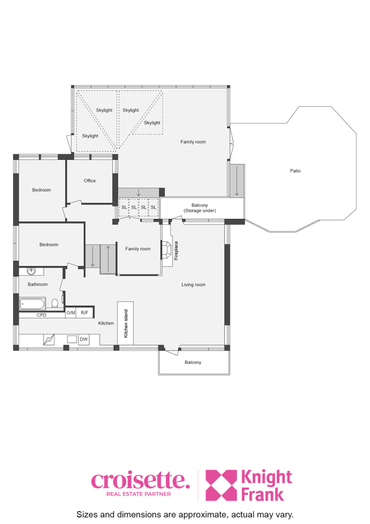 Skylight
Skylight
Skylight
Skylight
Family room
Patio
Bedroom
Office
SL SL SL SL
Balcony
(Storage under)
Bedroom
Family room
Fireplace
Bathroom
Living room
CPD
O/M
R/F
Kitchen
Kitchen island
DW
Balcony
croisette.
REAL ESTATE PARTNER
Knight
Frank
Sizes and dimensions are approximate, actual may vary.